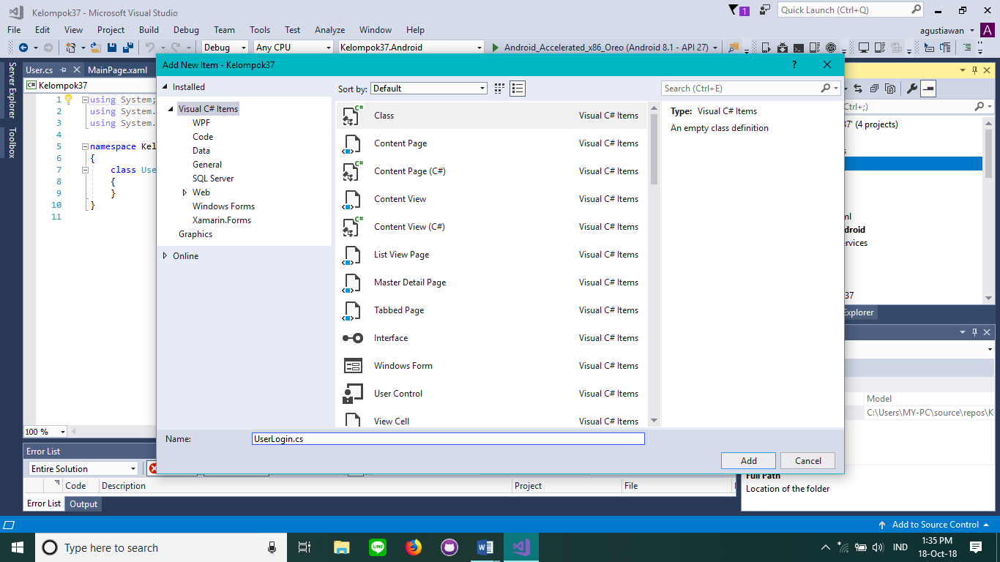 Kelompok37 - Microsoft Visual Studio
1
Quick Launch (Ctrl+Q)
File Edit View Project Build Debug Team Tools Test Analyze Window Help
agustiawan
A
Debug Any CPU Kelompok37.Android Android_Accelerated_x86_Oreo (Android 8.1 - API 27)
Server Explorer
Toolbox
User.cs
MainPage.xaml
C# Kelompok37
1 using System;
2 using System.
3 using System.
4
5 namespace Kel
6 {
7 class Use
8 {
9 }
10 }
11
100 %
Add New Item - Kelompok37
?
Installed
Visual C# Items
WPF
Code
Data
General
SQL Server
Web
Windows Forms
Xamarin.Forms
Graphics
Online
Sort by: Default
Search (Ctrl+E)
Class Visual C# Items
Content Page Visual C# Items
Content Page (C#) Visual C# Items
Content View Visual C# Items
Content View (C#) Visual C# Items
List View Page Visual C# Items
Master Detail Page Visual C# Items
Tabbed Page Visual C# Items
Interface Visual C# Items
Windows Form Visual C# Items
User Control Visual C# Items
View Cell Visual C# Items
Type: Visual C# Items
An empty class definition
Name: UserLogin.cs
Add Cancel
trl+;)
37' (4 projects)
ml
ndroid
ervices
37
Explorer
Model
C:\Users\MY-PC\source\repos\K
Full Path
Location of the folder
Error List
Entire Solution
Code Description Project File
Error List Output
Add to Source Control
Type here to search
IND
1:35 PM
18-Oct-18